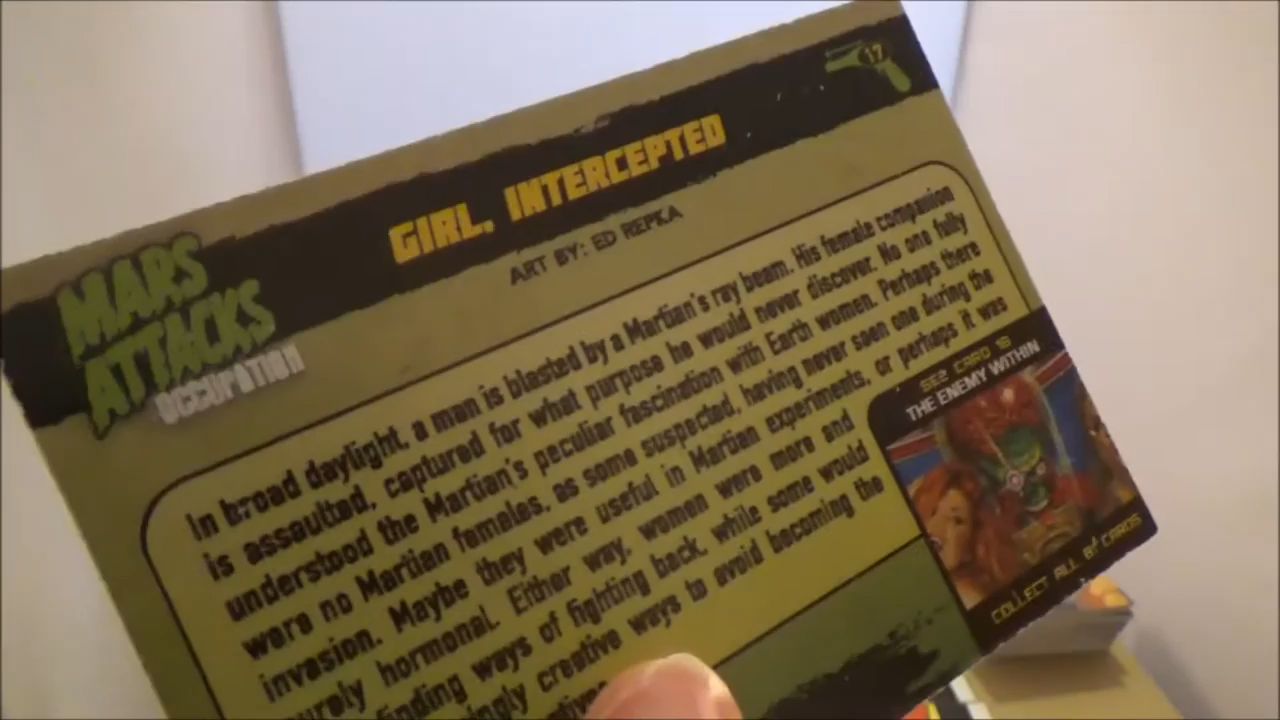 17
GIRL, INTERCEPTED
ART BY: ED REPKA
MARS
ATTACKS
OCCUPATION
In broad daylight, a man is blasted by a Martian's ray beam. His female companion
is assaulted, captured for what purpose he would never discover. No one fully
understood the Martian's peculiar fascination with Earth women. Perhaps there
were no Martian females, as some suspected, having never seen one during the
invasion. Maybe they were useful in Martian experiments, or perhaps it was
purely hormonal. Either way, women were more and
finding ways of fighting back, while some would
ingly creative ways to avoid becoming the
SEE CARD 18
THE ENEMY WITHIN
COLLECT ALL 81 CARDS